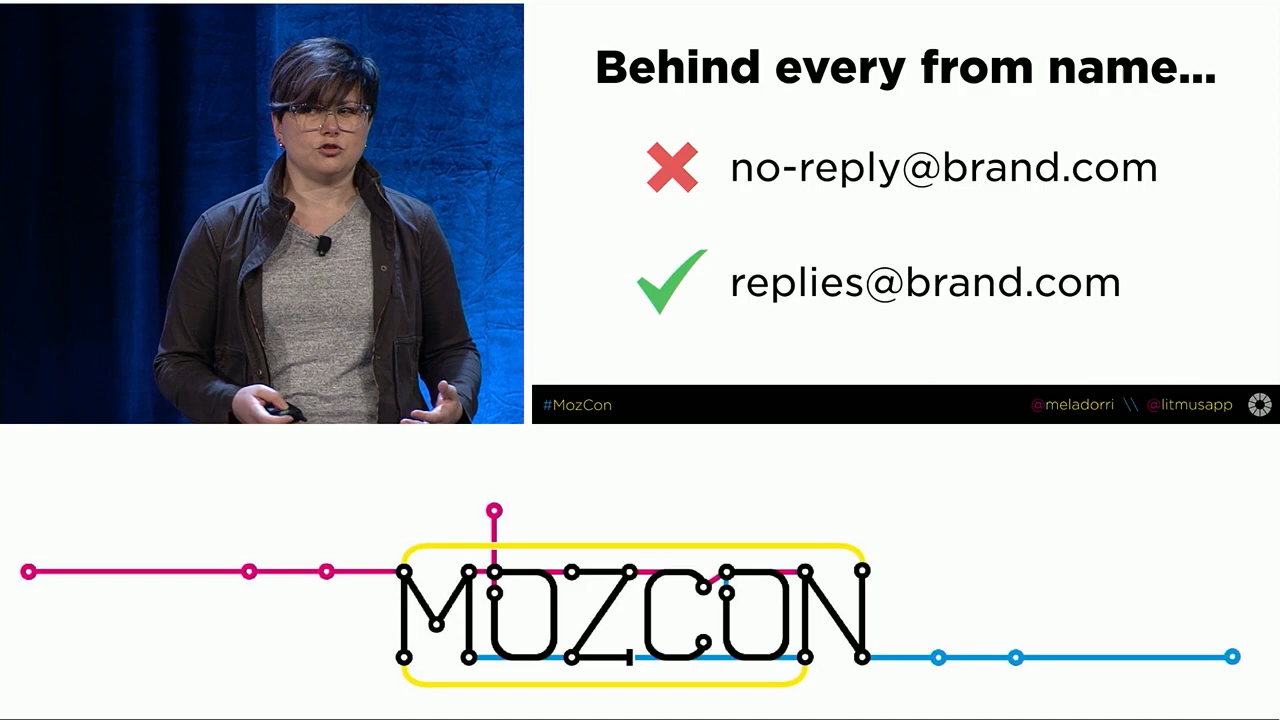 Behind every from name...
no-reply@brand.com
replies@brand.com
#MozCon
@meladorri \\ @litmusapp
MOZCON